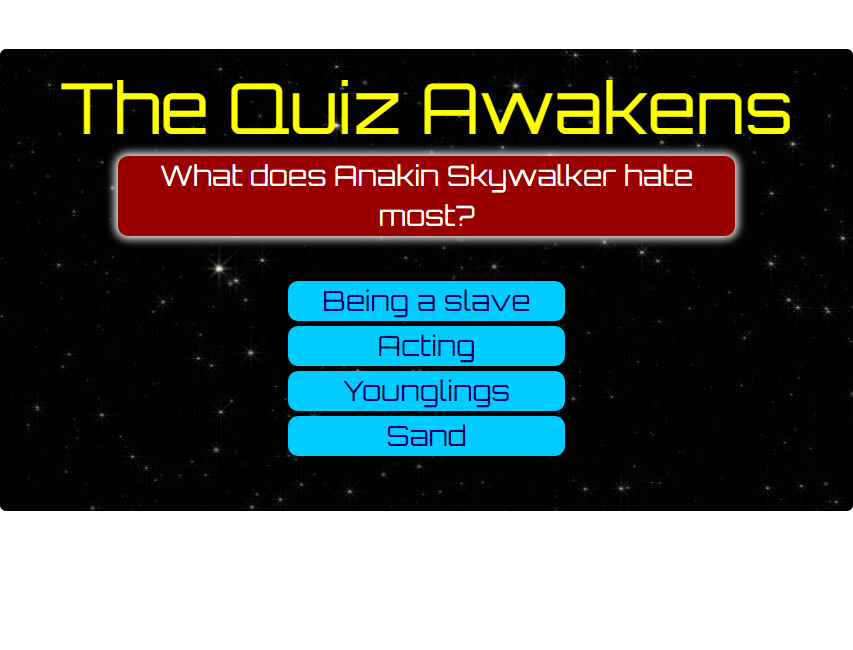 The Quiz Awakens
What does Anakin Skywalker hate
most?
Being a slave
Acting
Younglings
Sand